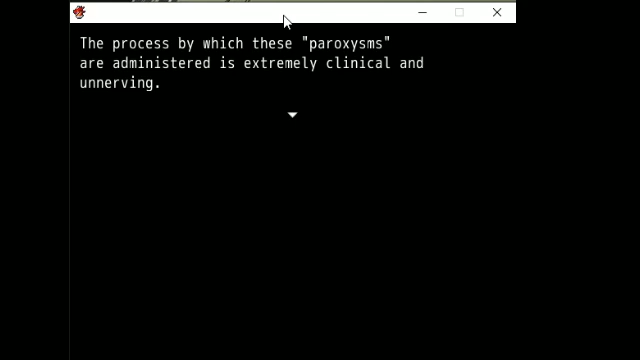 The process by which these "paroxysms"
are administered is extremely clinical and
unnerving.